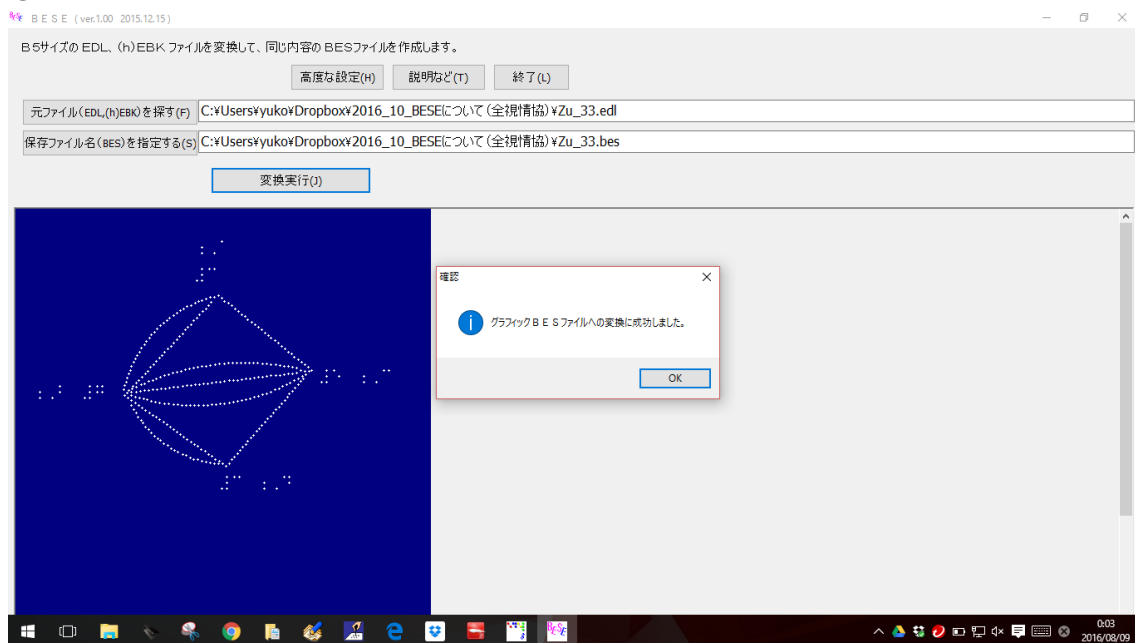 BESE (ver.1.00 2015.12.15)
B5サイズの EDL、(h)EBK ファイルを変換して、同じ内容の BESファイルを作成します。
高度な設定(H) 説明など(T) 終了(L)
元ファイル(EDL,(h)EBK)を探す(F) C:¥Users¥yuko¥Dropbox¥2016_10_BESEについて(全視情協)¥Zu_33.edl
保存ファイル名(BES)を指定する(S) C:¥Users¥yuko¥Dropbox¥2016_10_BESEについて(全視情協)¥Zu_33.bes
変換実行(J)
確認
グラフィックBESファイルへの変換に成功しました。
OK
0:03
2016/08/09